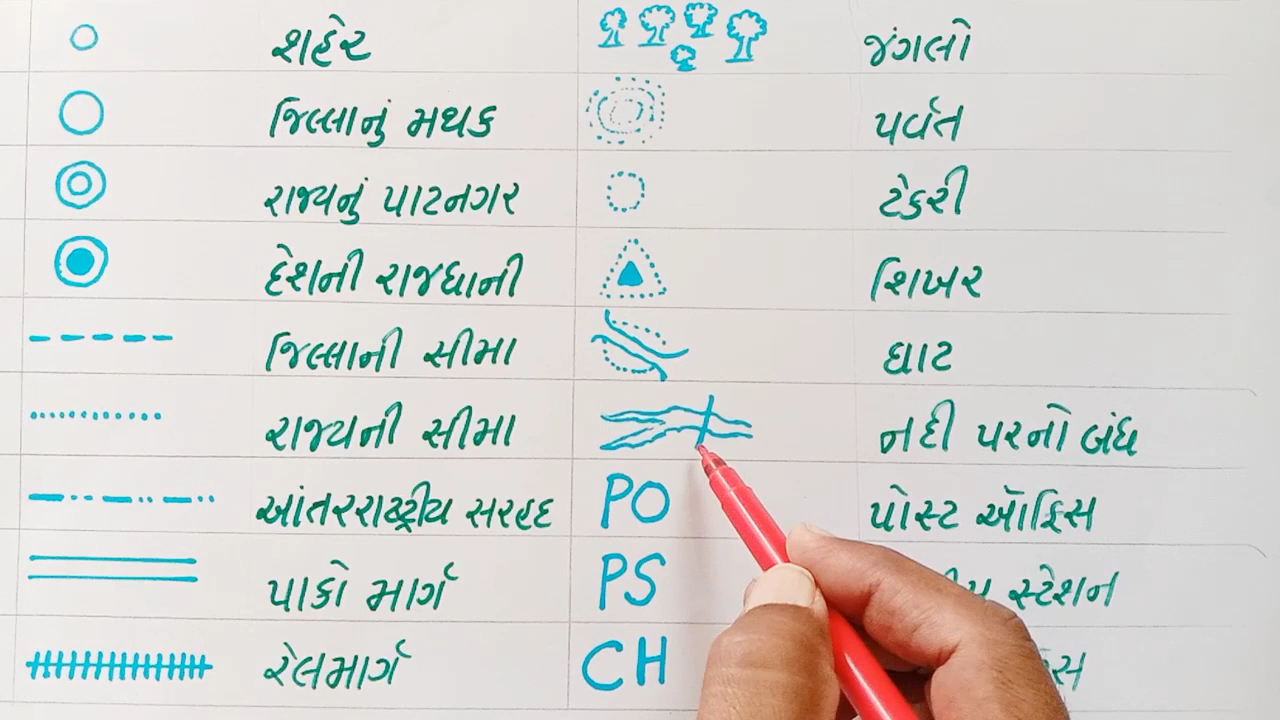 શહેર
જંગલો
જિલ્લાનું મથક
પર્વત
રાજ્યનું પાટનગર
ટેકરી
દેશની રાજધાની
શિખર
જિલ્લાની સીમા
ઘાટ
રાજ્યની સીમા
નદી પરનો બંધ
આંતરરાષ્ટ્રીય સરહદ
PO પોસ્ટ ઑફિસ
પાકો માર્ગ
PS સ્ટેશન
રેલમાર્ગ
CH